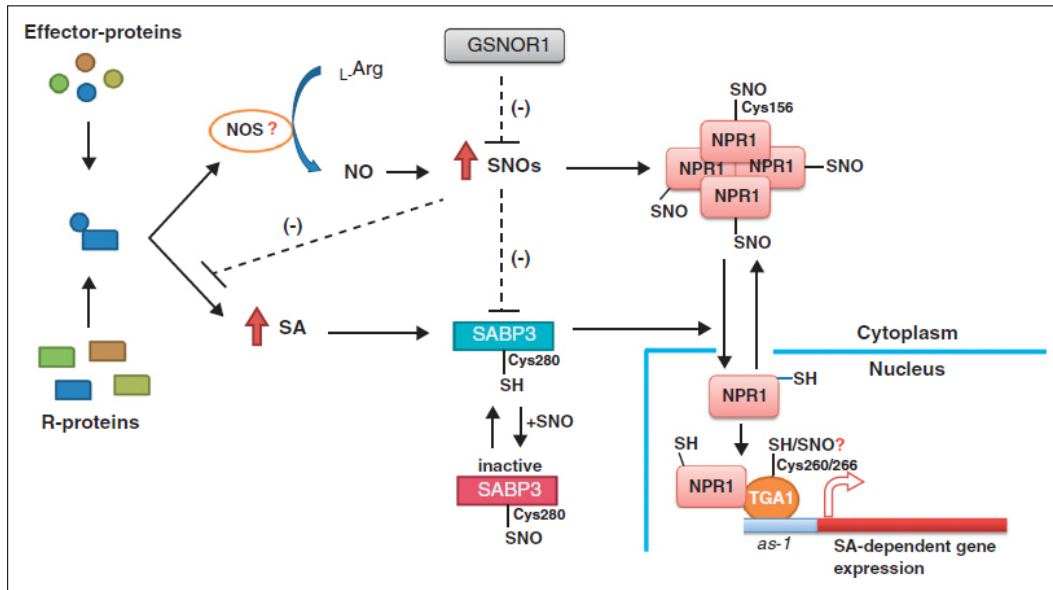 Effector-proteins
GSNOR1
L-Arg
NOS ?
(-)
NO
SNOs
SNO
Cys156
NPR1
NPR1
NPR1
SNO
SNO
NPR1
SNO
(-)
(-)
SA
SABP3
Cys280
SH
+SNO
inactive
SABP3
Cys280
SNO
R-proteins
Cytoplasm
Nucleus
NPR1
SH
SH
SH/SNO?
Cys260/266
NPR1
TGA1
as-1
SA-dependent gene
expression